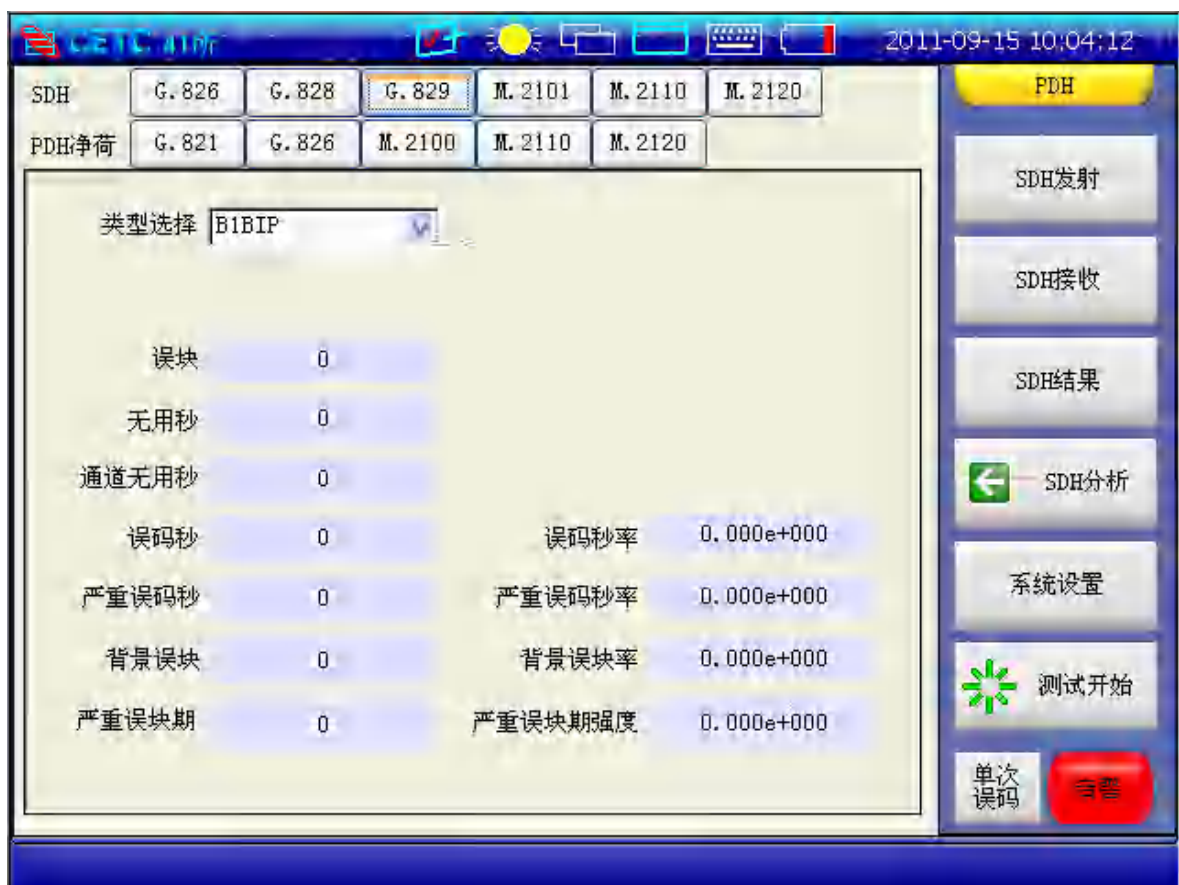 CETC 41所 2011-09-15 10:04:12
SDH G.826 G.828 G.829 M.2101 M.2110 M.2120
PDH净荷 G.821 G.826 M.2100 M.2110 M.2120
类型选择 B1BIP
误块 0
无用秒 0
通道无用秒 0
误码秒 0 误码秒率 0.000e+000
严重误码秒 0 严重误码秒率 0.000e+000
背景误块 0 背景误块率 0.000e+000
严重误块期 0 严重误块期强度 0.000e+000
PDH
SDH发射
SDH接收
SDH结果
SDH分析
系统设置
测试开始
单次
误码
告警